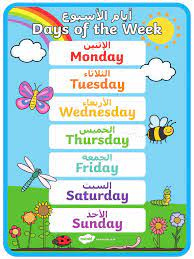 أيام الأسبوع
Days of the Week
الإثنين
Monday
الثلاثاء
Tuesday
الأربعاء
Wednesday
الخميس
Thursday
الجمعة
Friday
السبت
Saturday
الأحد
Sunday